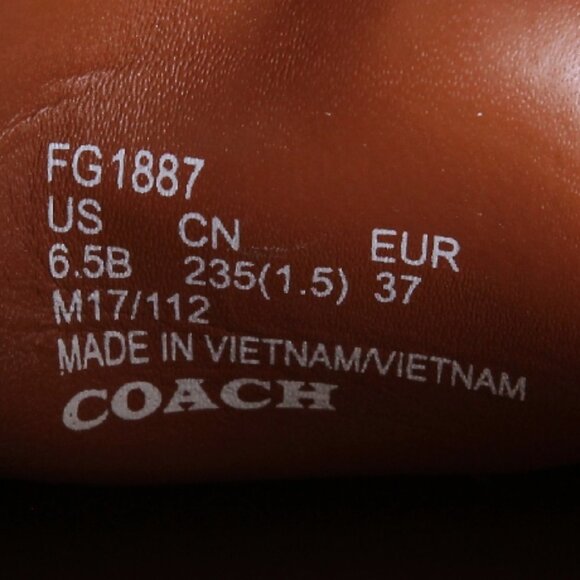 FG1887
US CN EUR
6.5B 235(1.5) 37
M17/112
MADE IN VIETNAM/VIETNAM
COACH